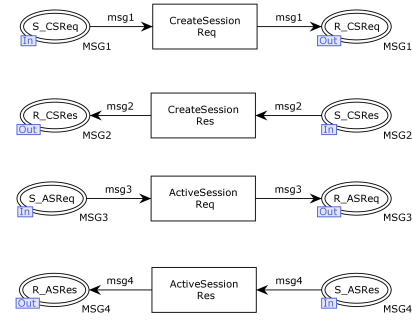 msg1 msg1
S_CSReq CreateSession Req R_CSReq
In Out
MSG1 MSG1
msg2 msg2
R_CSRes CreateSession Res S_CSRes
Out In
MSG2 MSG2
msg3 msg3
S_ASReq ActiveSession Req R_ASReq
In Out
MSG3 MSG3
msg4 msg4
R_ASRes ActiveSession Res S_ASRes
Out In
MSG4 MSG4